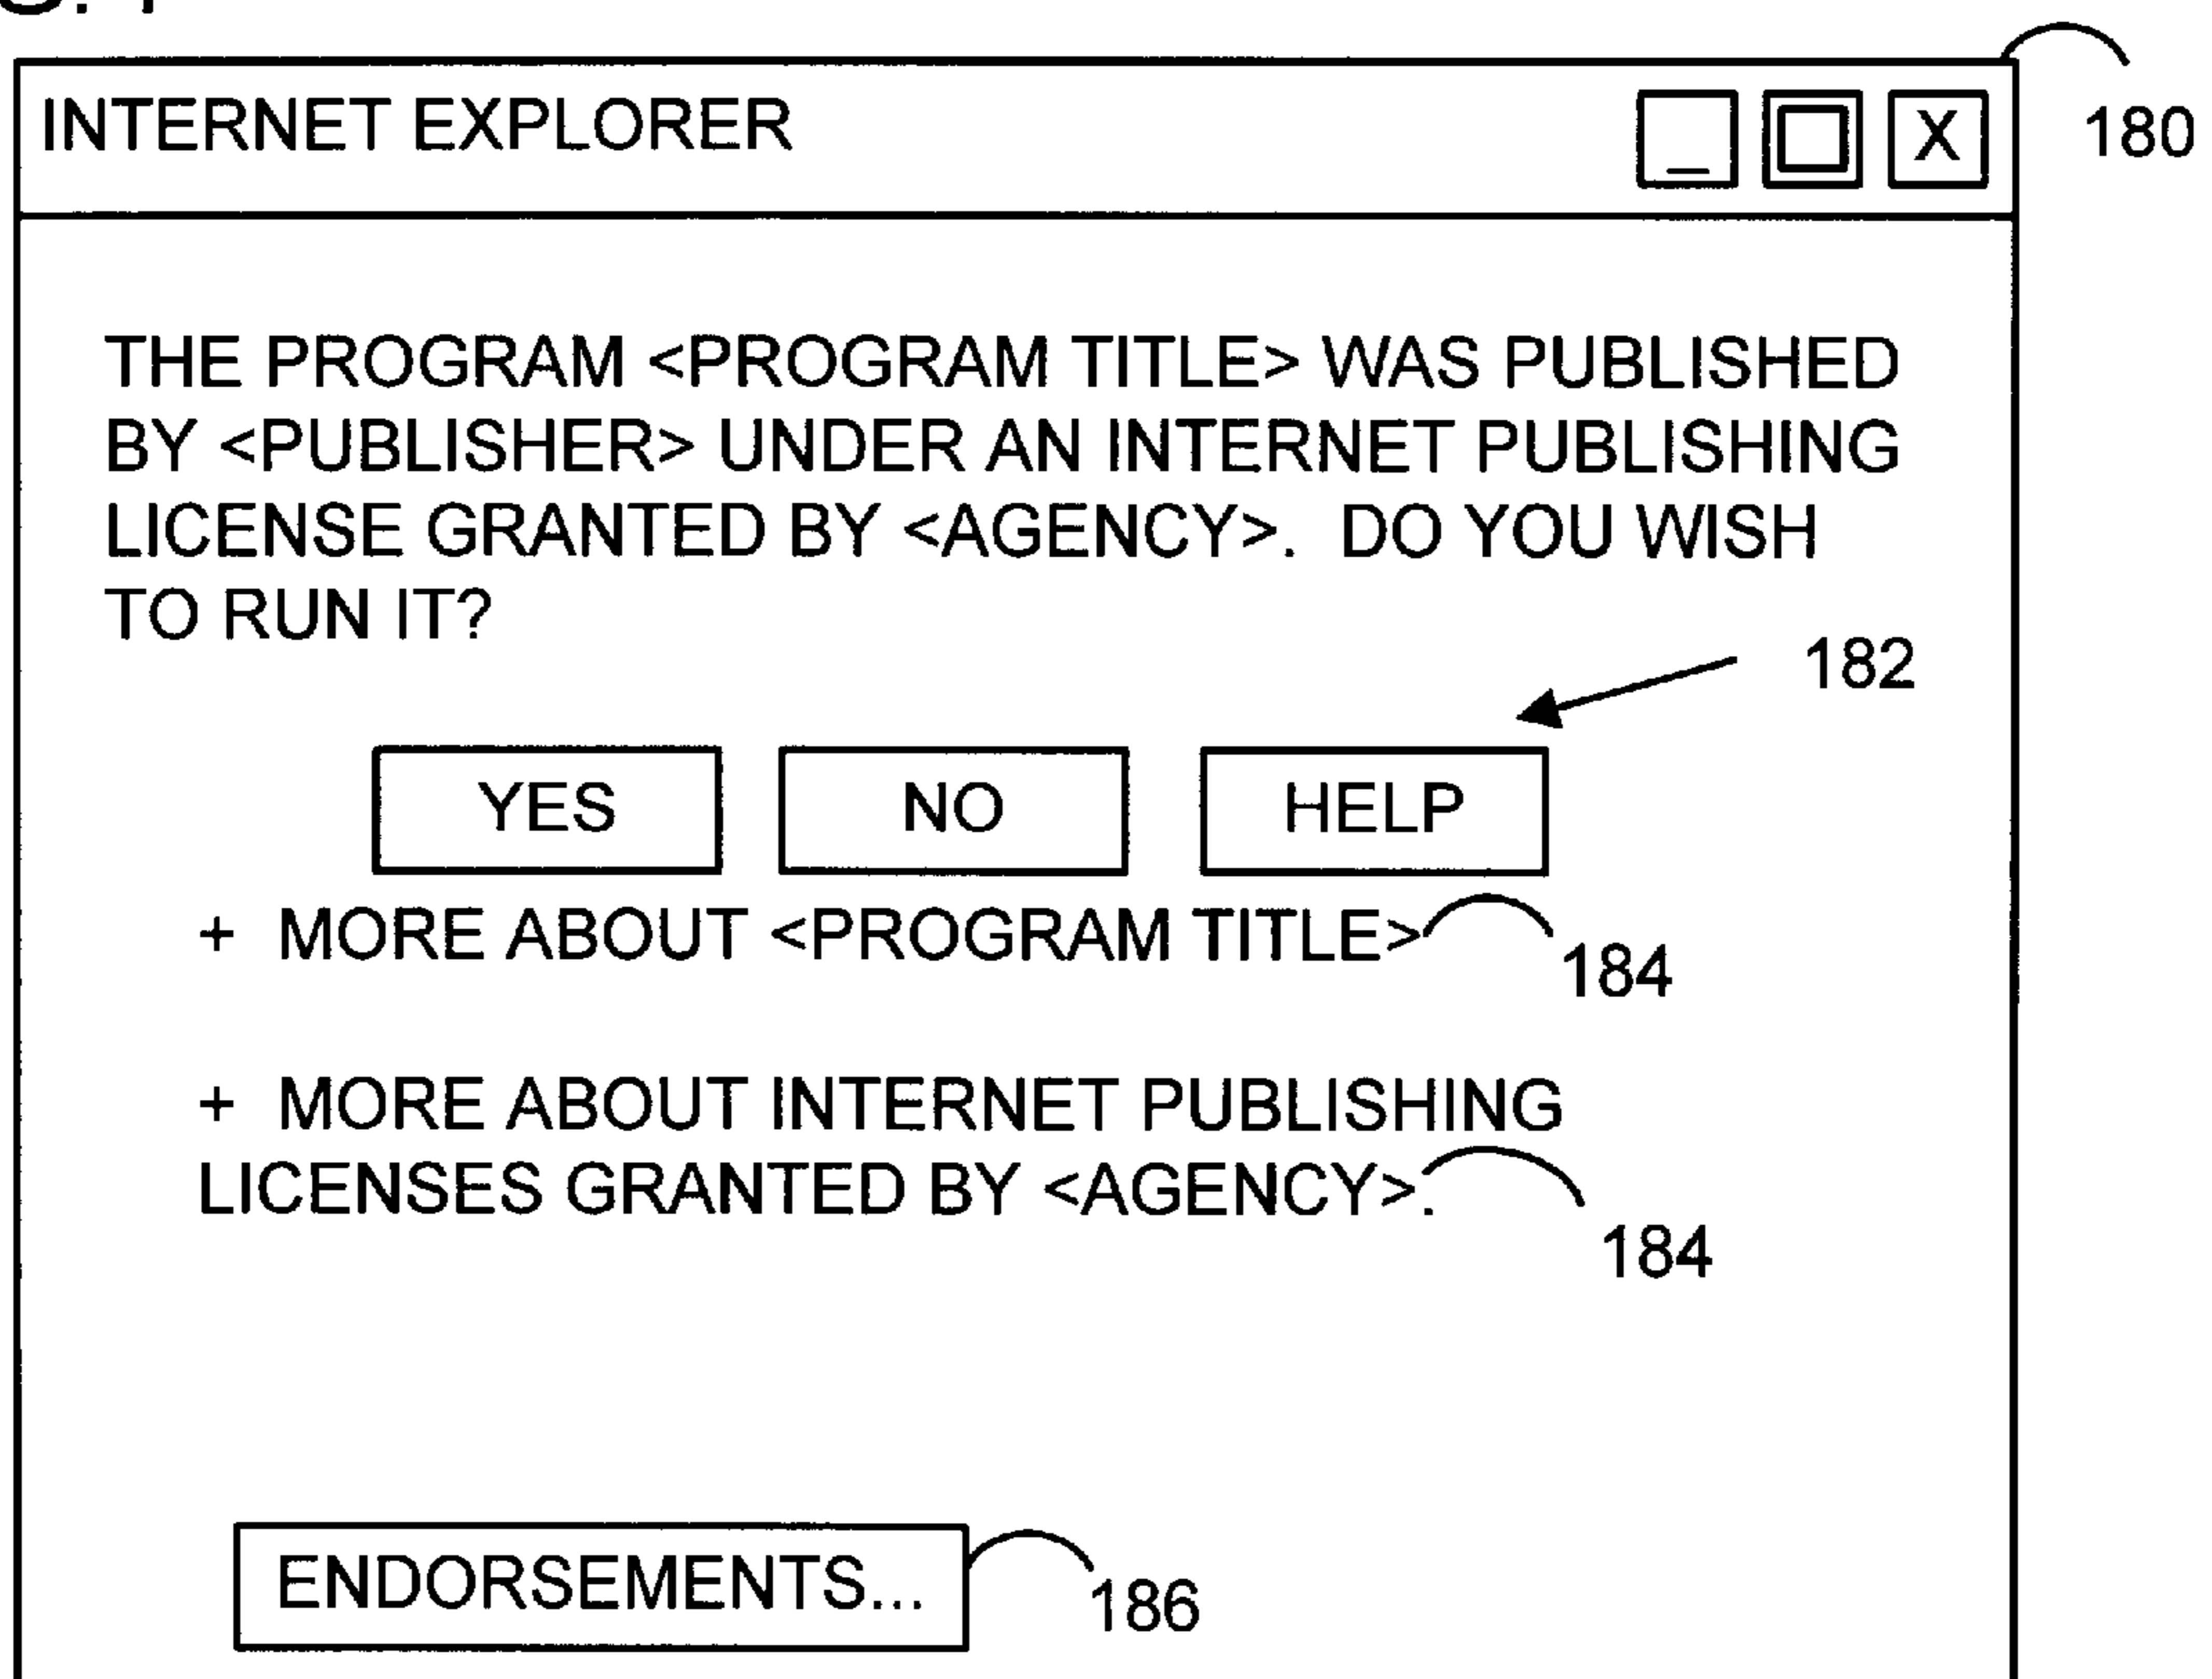 INTERNET EXPLORER _ X 180
THE PROGRAM <PROGRAM TITLE> WAS PUBLISHED
BY <PUBLISHER> UNDER AN INTERNET PUBLISHING
LICENSE GRANTED BY <AGENCY>. DO YOU WISH
TO RUN IT?
182
YES NO HELP
+ MORE ABOUT <PROGRAM TITLE>
184
+ MORE ABOUT INTERNET PUBLISHING
LICENSES GRANTED BY <AGENCY>.
184
ENDORSEMENTS...
186